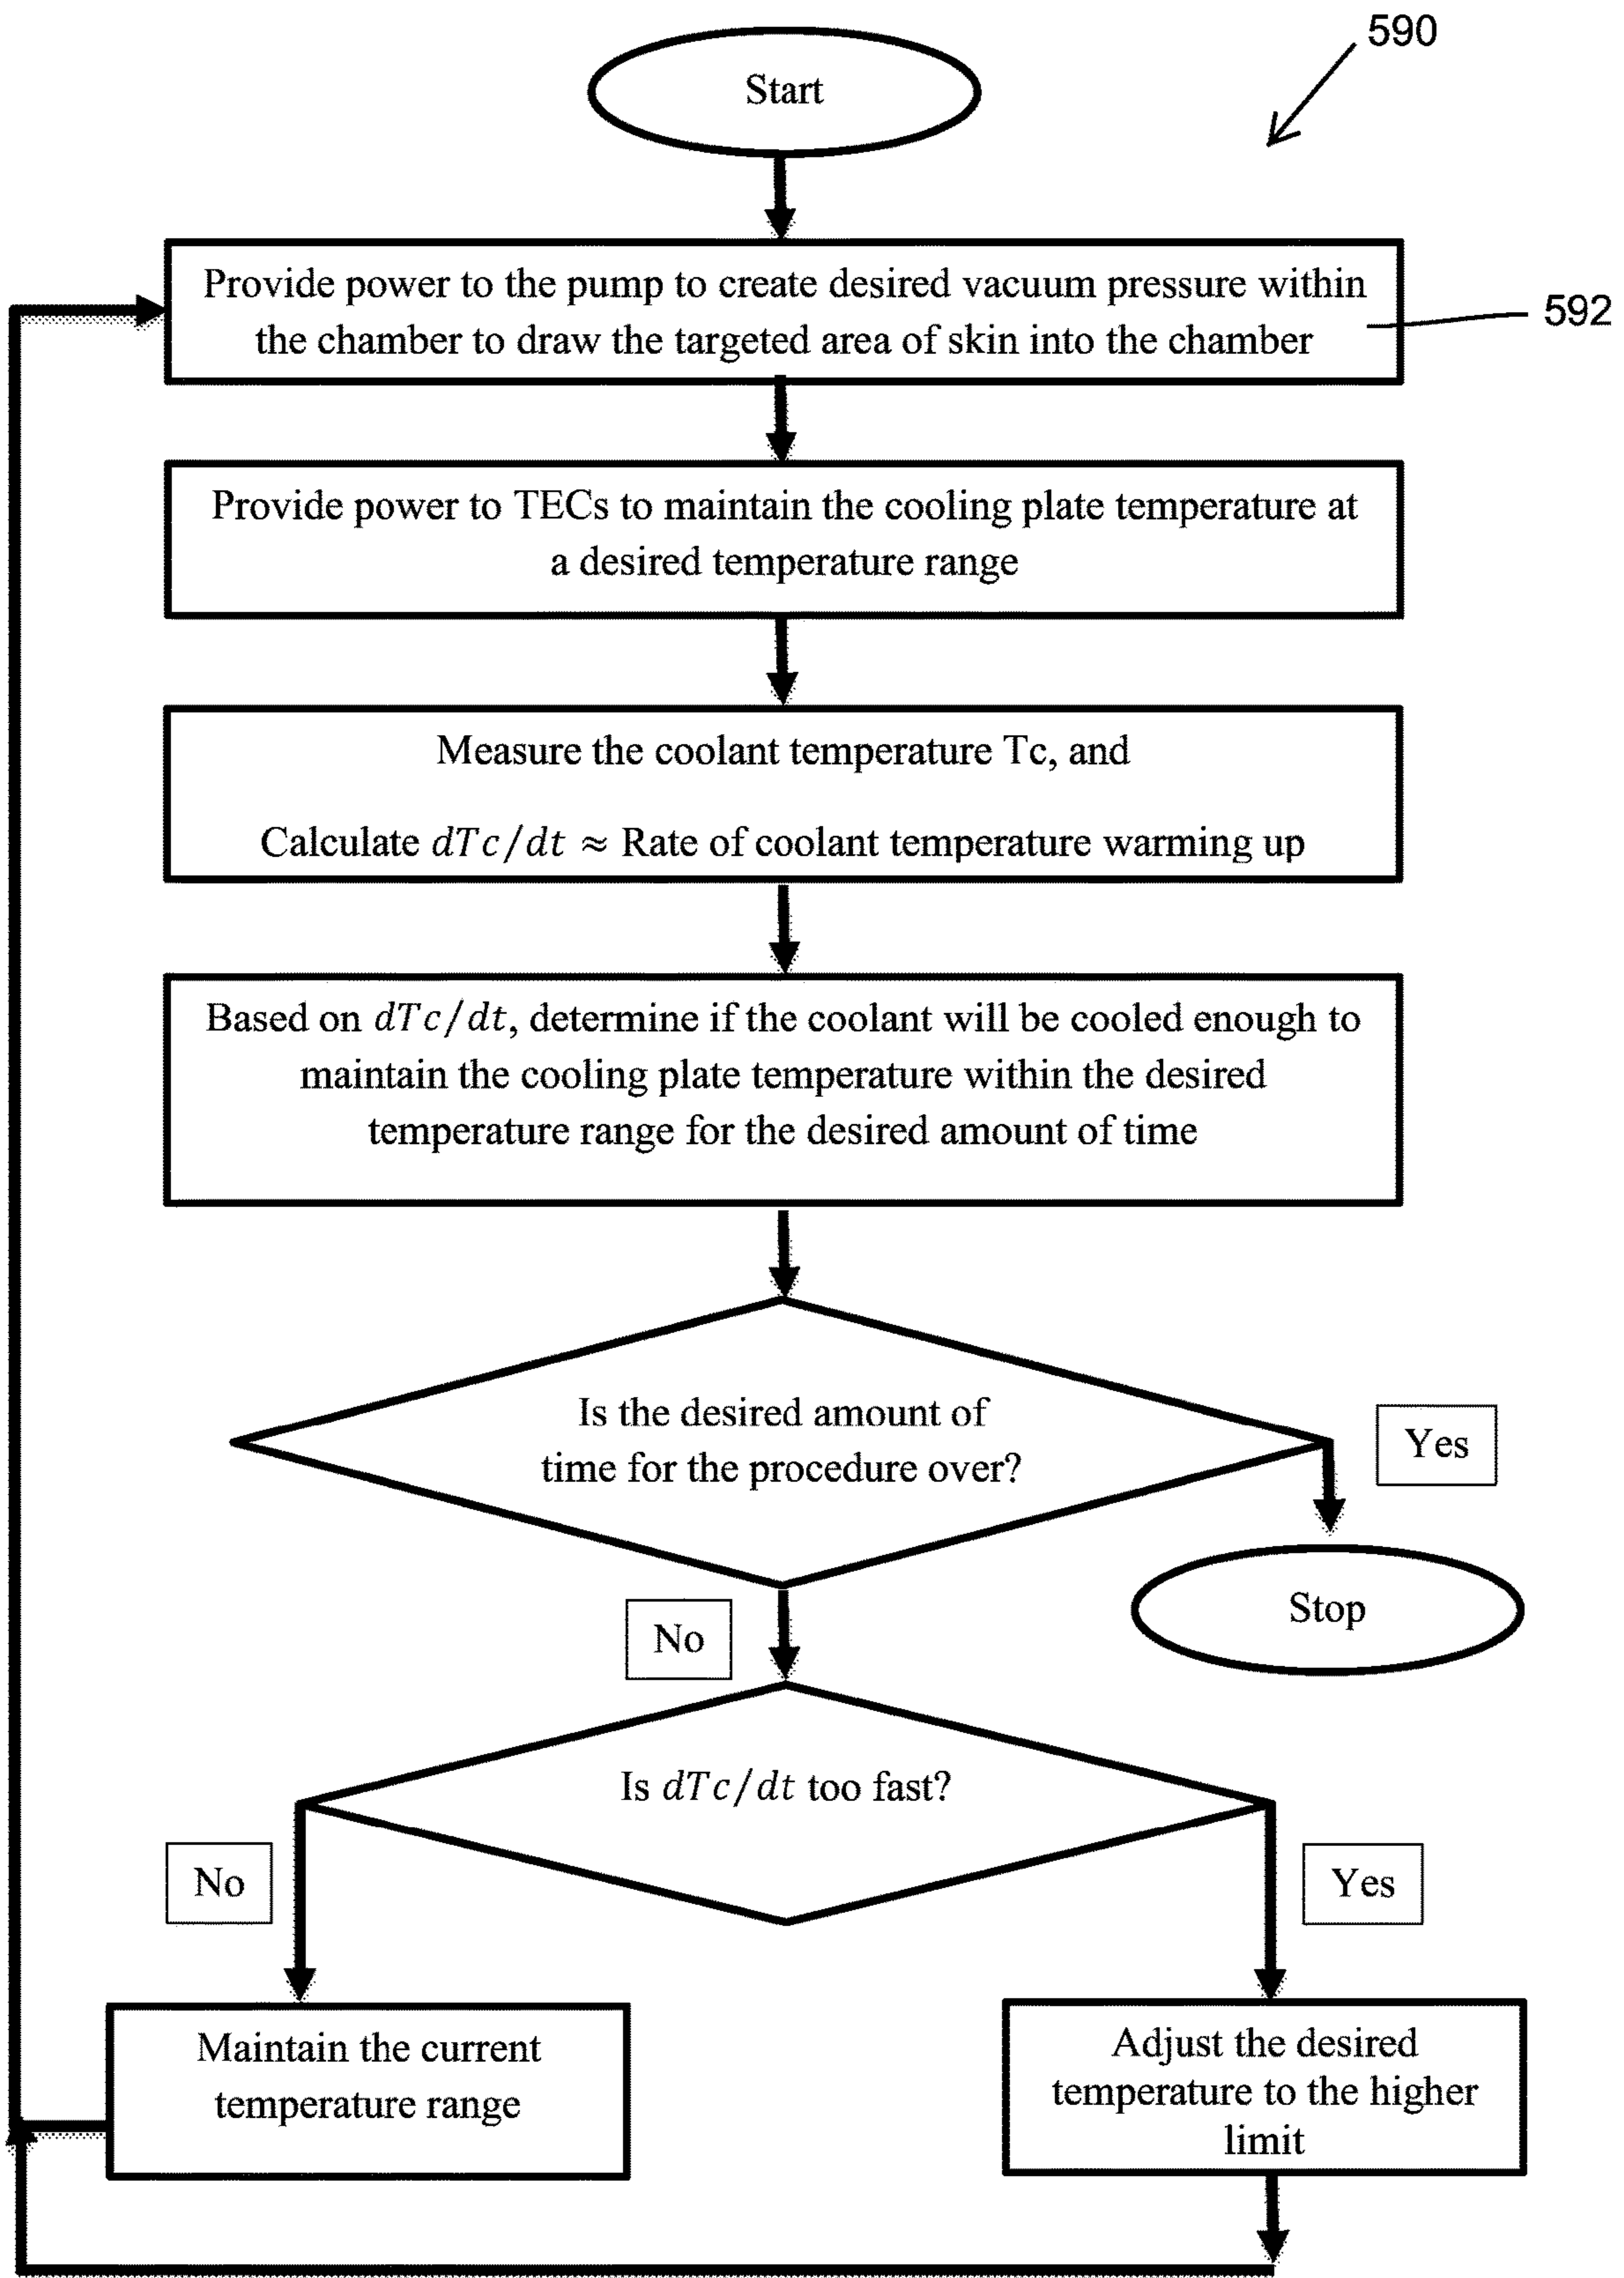 590
Start
Provide power to the pump to create desired vacuum pressure within
the chamber to draw the targeted area of skin into the chamber
592
Provide power to TECs to maintain the cooling plate temperature at
a desired temperature range
Measure the coolant temperature Tc, and
Calculate dTc/dt ≈ Rate of coolant temperature warming up
Based on dTc/dt, determine if the coolant will be cooled enough to
maintain the cooling plate temperature within the desired
temperature range for the desired amount of time
Is the desired amount of
time for the procedure over?
Yes
Stop
No
Is dTc/dt too fast?
No
Yes
Maintain the current
temperature range
Adjust the desired
temperature to the higher
limit